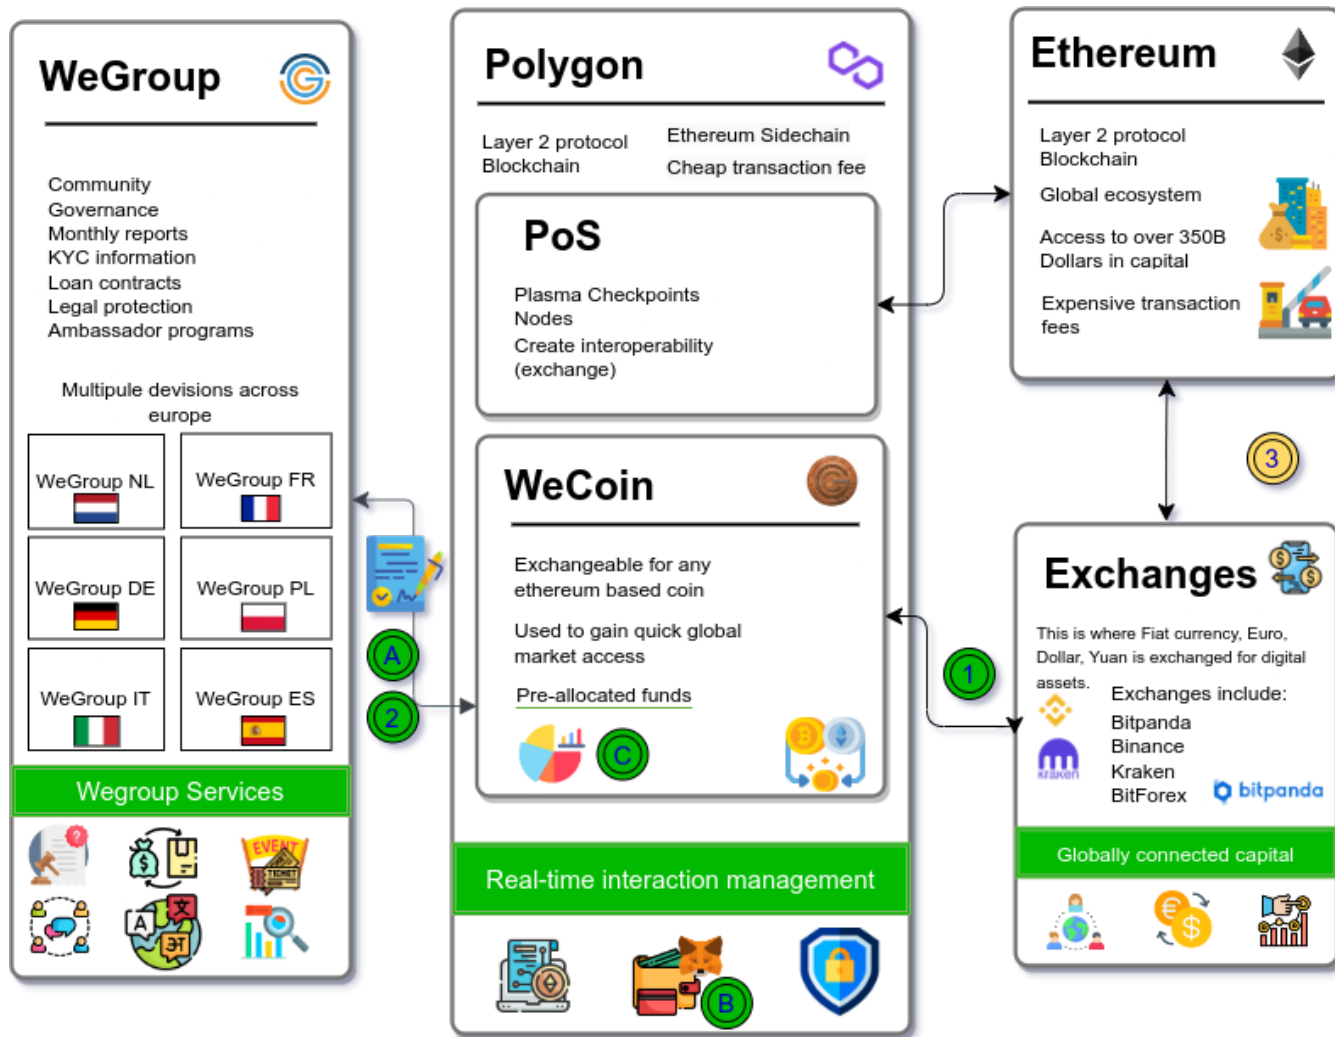 WeGroup
Community
Governance
Monthly reports
KYC information
Loan contracts
Legal protection
Ambassador programs
Multipule devisions across
europe
WeGroup NL
WeGroup FR
WeGroup DE
WeGroup PL
WeGroup IT
WeGroup ES
Wegroup Services
?
$
EVENT
TICKET
A
文
अ
A
2
Polygon
Layer 2 protocol
Blockchain
Ethereum Sidechain
Cheap transaction fee
PoS
Plasma Checkpoints
Nodes
Create interoperability
(exchange)
WeCoin
Exchangeable for any
ethereum based coin
Used to gain quick global
market access
Pre-allocated funds
C
Real-time interaction management
B
1
Ethereum
Layer 2 protocol
Blockchain
Global ecosystem
Access to over 350B
Dollars in capital
Expensive transaction
fees
$
3
Exchanges
$
$
This is where Fiat currency, Euro,
Dollar, Yuan is exchanged for digital
assets.
Exchanges include:
Bitpanda
Binance
Kraken
BitForex
KRAKEN
bitpanda
Globally connected capital
€
$